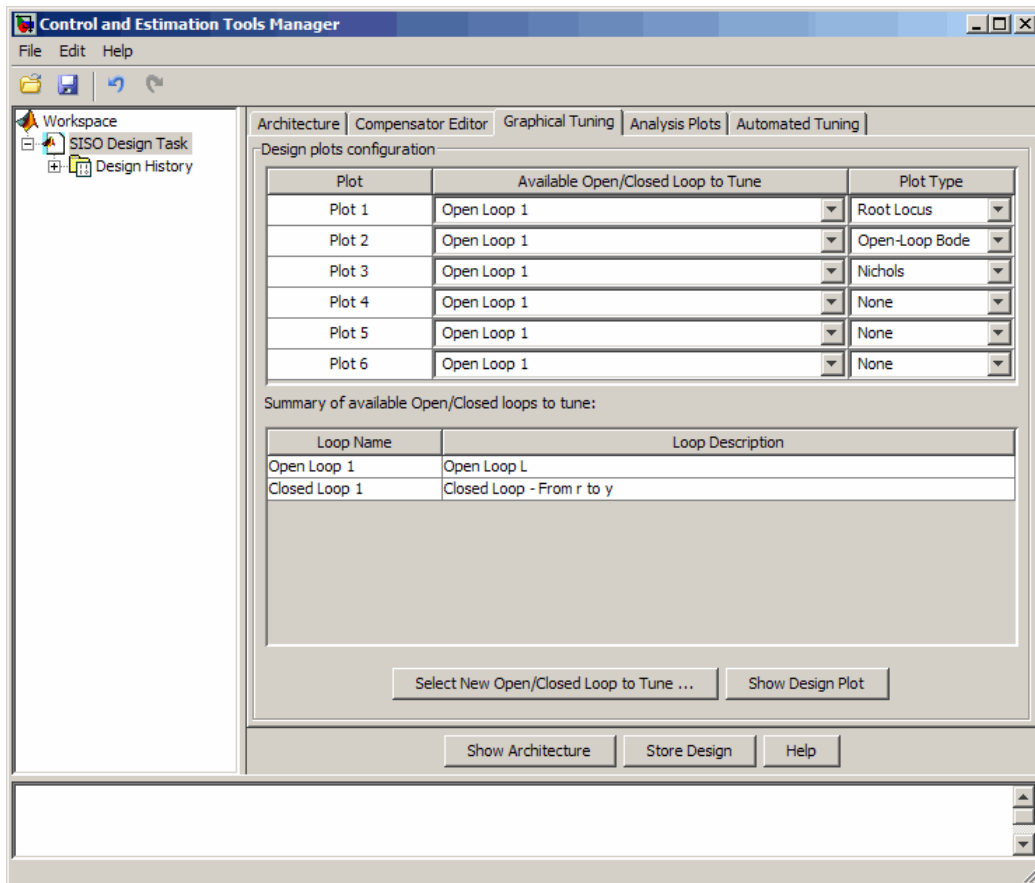 Control and Estimation Tools Manager
File Edit Help
Workspace
SISO Design Task
Design History
Architecture Compensator Editor Graphical Tuning Analysis Plots Automated Tuning
Design plots configuration
Plot Available Open/Closed Loop to Tune Plot Type
Plot 1 Open Loop 1 Root Locus
Plot 2 Open Loop 1 Open-Loop Bode
Plot 3 Open Loop 1 Nichols
Plot 4 Open Loop 1 None
Plot 5 Open Loop 1 None
Plot 6 Open Loop 1 None
Summary of available Open/Closed loops to tune:
Loop Name Loop Description
Open Loop 1 Open Loop L
Closed Loop 1 Closed Loop - From r to y
Select New Open/Closed Loop to Tune ... Show Design Plot
Show Architecture Store Design Help